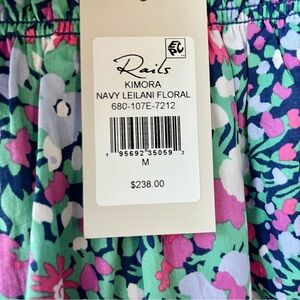 Rails
KIMORA
NAVY LEILANI FLORAL
680-107E-7212
1 95692 35059 7
M
$238.00